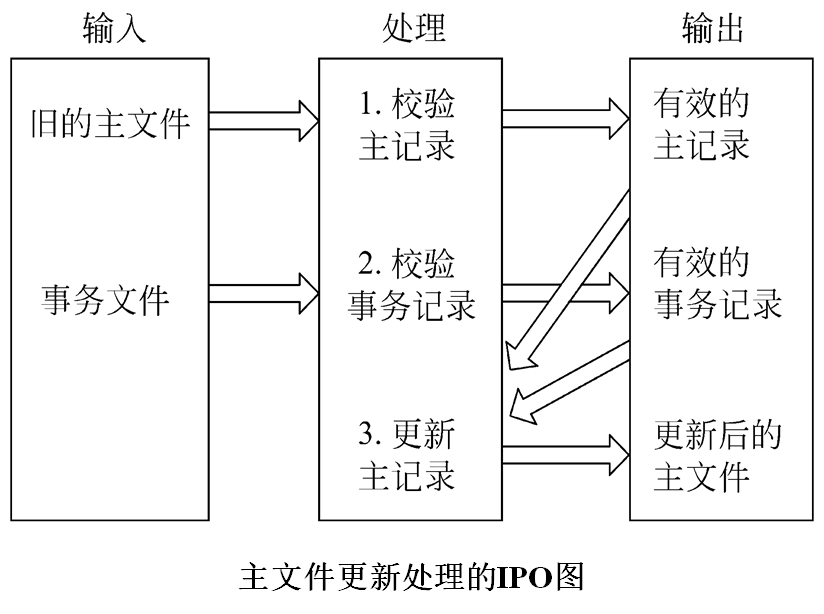 输入
处理
输出
旧的主文件
1. 校验
主记录
有效的
主记录
事务文件
2. 校验
事务记录
有效的
事务记录
3. 更新
主记录
更新后的
主文件
主文件更新处理的IPO图